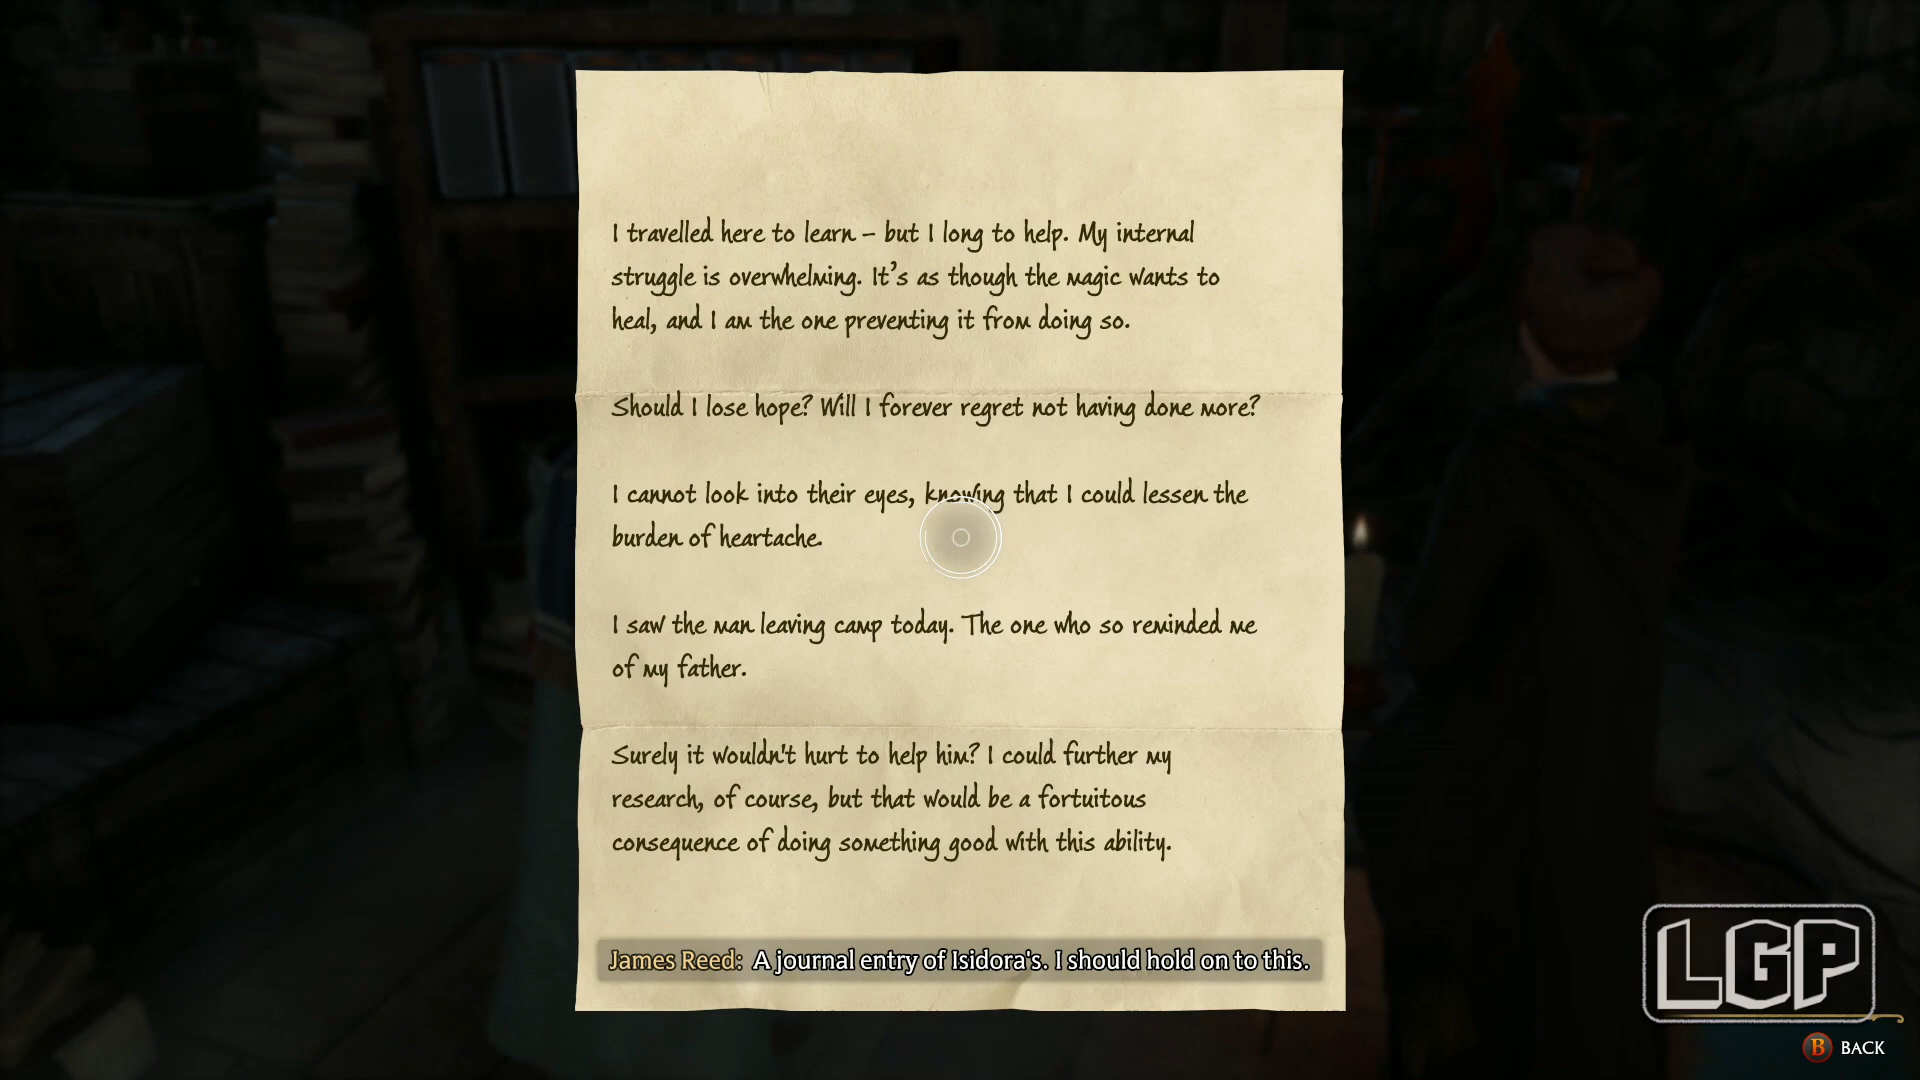 I travelled here to learn – but I long to help. My internal
struggle is overwhelming. It's as though the magic wants to
heal, and I am the one preventing it from doing so.
Should I lose hope? Will I forever regret not having done more?
I cannot look into their eyes, knowing that I could lessen the
burden of heartache.
I saw the man leaving camp today. The one who so reminded me
of my father.
Surely it wouldn't hurt to help him? I could further my
research, of course, but that would be a fortuitous
consequence of doing something good with this ability.
James Reed: A journal entry of Isidora's. I should hold on to this.
LGP
B BACK